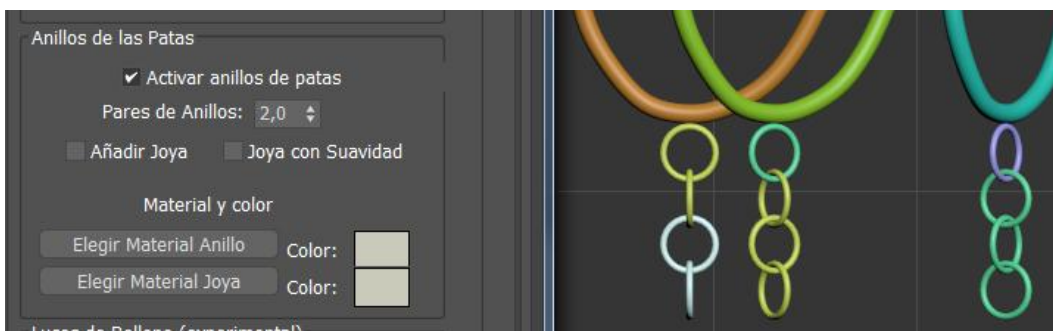 Anillos de las Patas
Activar anillos de patas
Pares de Anillos: 2,0
Añadir Joya Joya con Suavidad
Material y color
Elegir Material Anillo Color:
Elegir Material Joya Color:
(experimental)